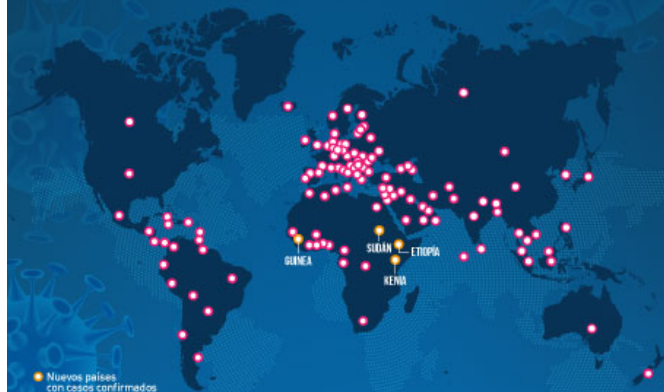 SUDÁN
ETIOPÍA
GUINEA
KENIA
Nuevos países
con casos confirmados